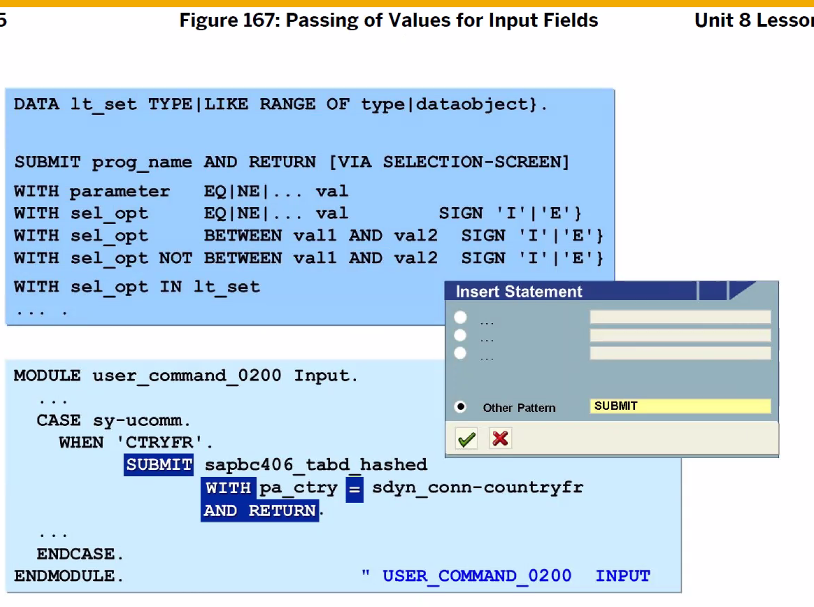 5 Figure 167: Passing of Values for Input Fields Unit 8 Lesson
DATA lt_set TYPE|LIKE RANGE OF type|dataobject}.
SUBMIT prog_name AND RETURN [VIA SELECTION-SCREEN]
WITH parameter EQ|NE|... val
WITH sel_opt EQ|NE|... val SIGN 'I'|'E'}
WITH sel_opt BETWEEN val1 AND val2 SIGN 'I'|'E'}
WITH sel_opt NOT BETWEEN val1 AND val2 SIGN 'I'|'E'}
WITH sel_opt IN lt_set
... .
Insert Statement
...
...
...
Other Pattern SUBMIT
MODULE user_command_0200 Input.
...
CASE sy-ucomm.
WHEN 'CTRYFR'.
SUBMIT sapbc406_tabd_hashed
WITH pa_ctry = sdyn_conn-countryfr
AND RETURN.
...
ENDCASE.
ENDMODULE. " USER_COMMAND_0200 INPUT